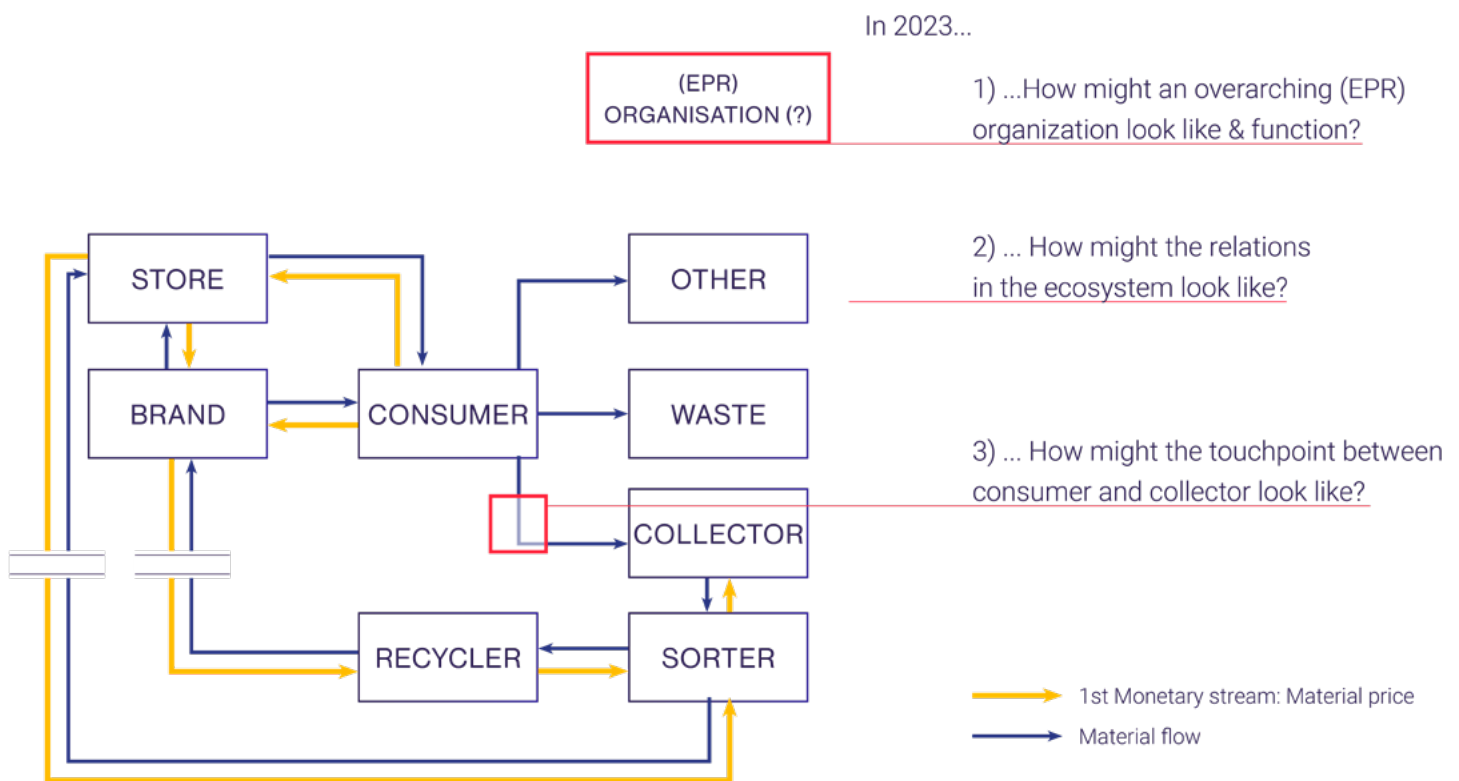 In 2023...
(EPR)
ORGANISATION (?)
1) ...How might an overarching (EPR)
organization look like & function?
STORE
OTHER
2) ... How might the relations
in the ecosystem look like?
BRAND
CONSUMER
WASTE
3) ... How might the touchpoint between
consumer and collector look like?
COLLECTOR
RECYCLER
SORTER
1st Monetary stream: Material price
Material flow